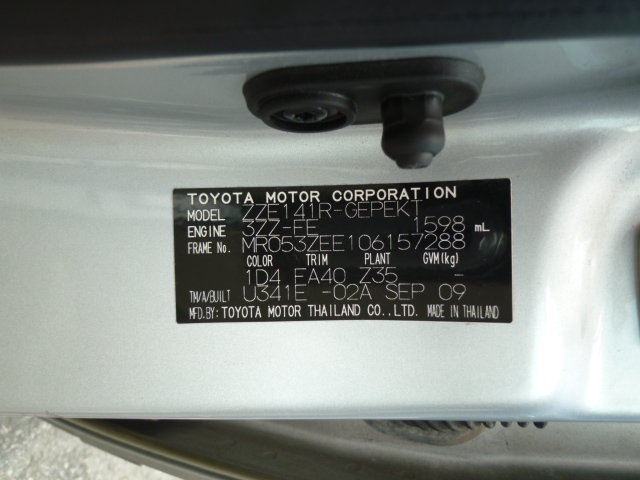 TOYOTA MOTOR CORPORATION
MODEL ZZE141R-GEPEKT
ENGINE 3ZZ-FE 1598 mL
FRAME No. MR053ZEE106157288
COLOR TRIM PLANT GVM(kg)
1D4 FA40 Z35 -
TM/A/BUILT U341E -02A SEP 09
MFD.BY: TOYOTA MOTOR THAILAND CO.,LTD. MADE IN THAILAND